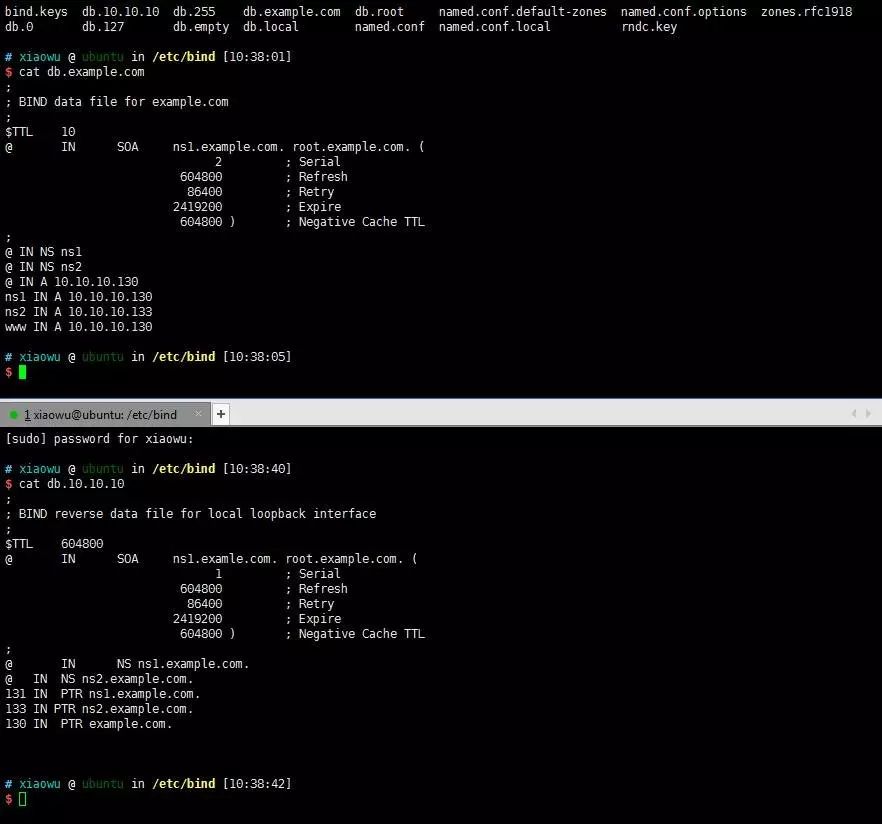 bind.keys db.10.10.10 db.255 db.example.com db.root named.conf.default-zones named.conf.options zones.rfc1918
db.0 db.127 db.empty db.local named.conf named.conf.local rndc.key
# xiaowu @ ubuntu in /etc/bind [10:38:01]
$ cat db.example.com
;
; BIND data file for example.com
;
$TTL 10
@ IN SOA ns1.example.com. root.example.com. (
2 ; Serial
604800 ; Refresh
86400 ; Retry
2419200 ; Expire
604800 ) ; Negative Cache TTL
;
@ IN NS ns1
@ IN NS ns2
@ IN A 10.10.10.130
ns1 IN A 10.10.10.130
ns2 IN A 10.10.10.133
www IN A 10.10.10.130
# xiaowu @ ubuntu in /etc/bind [10:38:05]
$
1 xiaowu@ubuntu: /etc/bind × +
[sudo] password for xiaowu:
# xiaowu @ ubuntu in /etc/bind [10:38:40]
$ cat db.10.10.10
;
; BIND reverse data file for local loopback interface
;
$TTL 604800
@ IN SOA ns1.examle.com. root.example.com. (
1 ; Serial
604800 ; Refresh
86400 ; Retry
2419200 ; Expire
604800 ) ; Negative Cache TTL
;
@ IN NS ns1.example.com.
@ IN NS ns2.example.com.
131 IN PTR ns1.example.com.
133 IN PTR ns2.example.com.
130 IN PTR example.com.
# xiaowu @ ubuntu in /etc/bind [10:38:42]
$